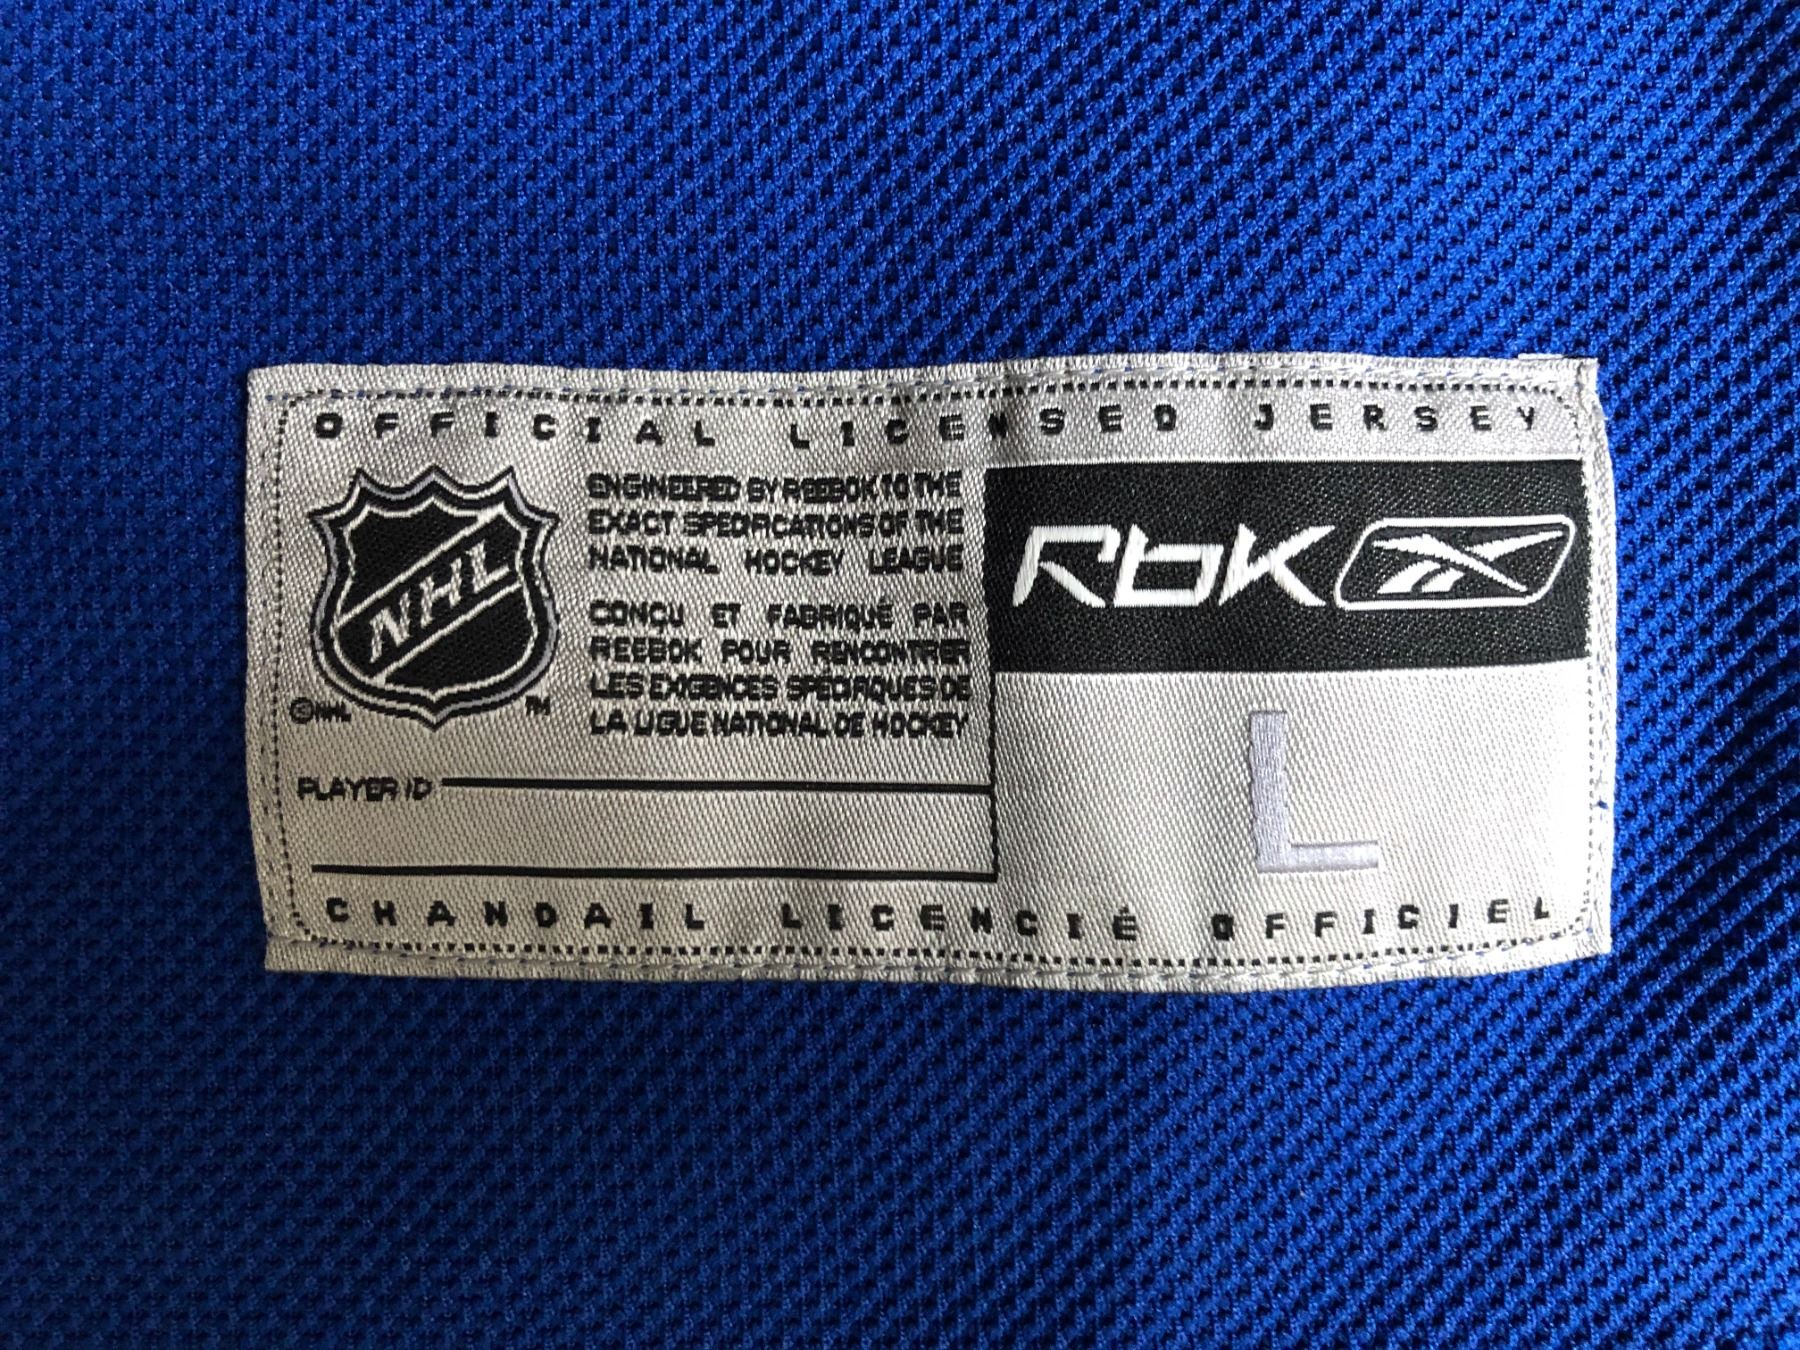 OFFICIAL LICENSED JERSEY
NHL
©NHL
TM
ENGINEERED BY REEBOK TO THE
EXACT SPECIFICATIONS OF THE
NATIONAL HOCKEY LEAGUE
CONÇU ET FABRIQUÉ PAR
REEBOK POUR RENCONTRER
LES EXIGENCES SPÉCIFIQUES DE
LA LIGUE NATIONAL DE HOCKEY
RbK
PLAYER ID
L
CHANDAIL LICENCIÉ OFFICIEL